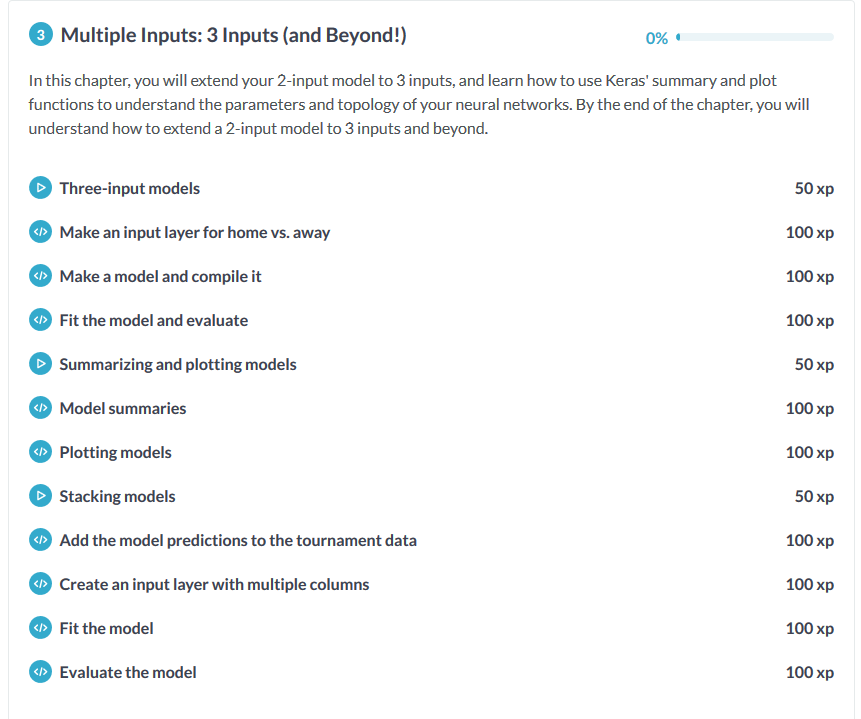 3 Multiple Inputs: 3 Inputs (and Beyond!) 0%
In this chapter, you will extend your 2-input model to 3 inputs, and learn how to use Keras' summary and plot
functions to understand the parameters and topology of your neural networks. By the end of the chapter, you will
understand how to extend a 2-input model to 3 inputs and beyond.
Three-input models 50 xp
</> Make an input layer for home vs. away 100 xp
</> Make a model and compile it 100 xp
</> Fit the model and evaluate 100 xp
Summarizing and plotting models 50 xp
</> Model summaries 100 xp
</> Plotting models 100 xp
Stacking models 50 xp
</> Add the model predictions to the tournament data 100 xp
</> Create an input layer with multiple columns 100 xp
</> Fit the model 100 xp
</> Evaluate the model 100 xp